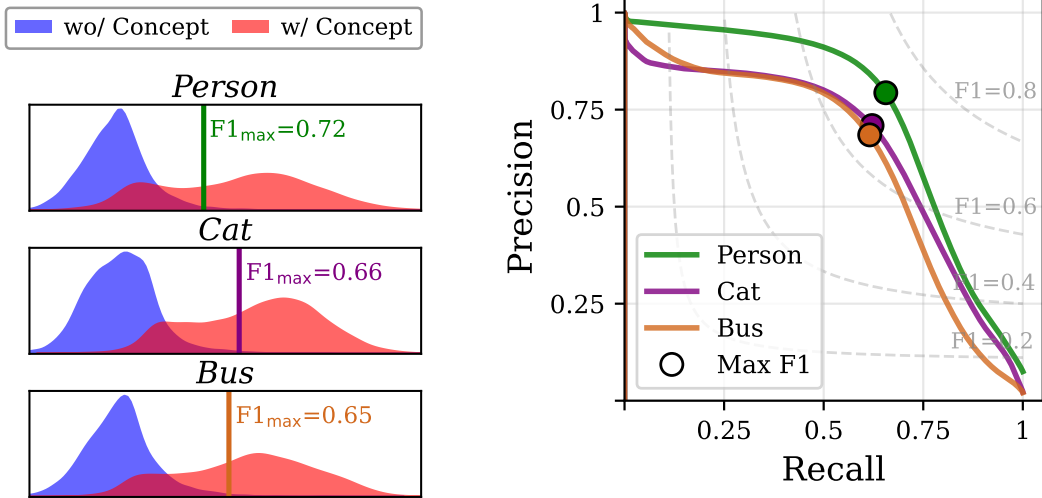 wo/ Concept
w/ Concept
Person
F1max=0.72
Cat
F1max=0.66
Bus
F1max=0.65
Precision
1
0.75
0.5
0.25
F1=0.8
F1=0.6
F1=0.4
F1=0.2
Person
Cat
Bus
Max F1
0.25
0.5
0.75
1
Recall